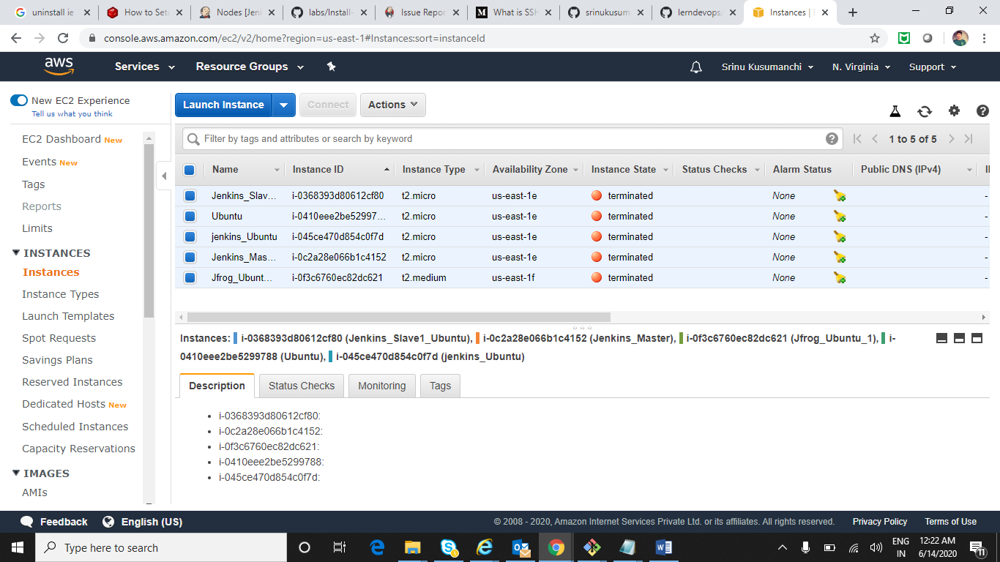 uninstall ie
How to Setu
Nodes [Jenk
labs/Install-
Issue Repor
What is SSH
srinukusum
lerndevops/
Instances | E
console.aws.amazon.com/ec2/v2/home?region=us-east-1#Instances:sort=instanceId
aws Services Resource Groups Srinu Kusumanchi N. Virginia Support
New EC2 Experience
Tell us what you think
EC2 Dashboard New
Events New
Tags
Reports
Limits
INSTANCES
Instances
Instance Types
Launch Templates
Spot Requests
Savings Plans
Reserved Instances
Dedicated Hosts New
Scheduled Instances
Capacity Reservations
IMAGES
AMIs
Launch Instance Connect Actions
Filter by tags and attributes or search by keyword 1 to 5 of 5
Name Instance ID Instance Type Availability Zone Instance State Status Checks Alarm Status Public DNS (IPv4)
Jenkins_Slav... i-0368393d80612cf80 t2.micro us-east-1e terminated None -
Ubuntu i-0410eee2be52997... t2.micro us-east-1e terminated None -
jenkins_Ubuntu i-045ce470d854c0f7d t2.micro us-east-1e terminated None -
Jenkins_Mas... i-0c2a28e066b1c4152 t2.micro us-east-1e terminated None -
Jfrog_Ubunt... i-0f3c6760ec82dc621 t2.medium us-east-1f terminated None -
Instances: i-0368393d80612cf80 (Jenkins_Slave1_Ubuntu), i-0c2a28e066b1c4152 (Jenkins_Master), i-0f3c6760ec82dc621 (Jfrog_Ubuntu_1), i-
0410eee2be5299788 (Ubuntu), i-045ce470d854c0f7d (jenkins_Ubuntu)
Description Status Checks Monitoring Tags
• i-0368393d80612cf80:
• i-0c2a28e066b1c4152:
• i-0f3c6760ec82dc621:
• i-0410eee2be5299788:
• i-045ce470d854c0f7d:
Feedback English (US) © 2008 - 2020, Amazon Internet Services Private Ltd. or its affiliates. All rights reserved. Privacy Policy Terms of Use
Type here to search
ENG
IN
12:22 AM
6/14/2020
11